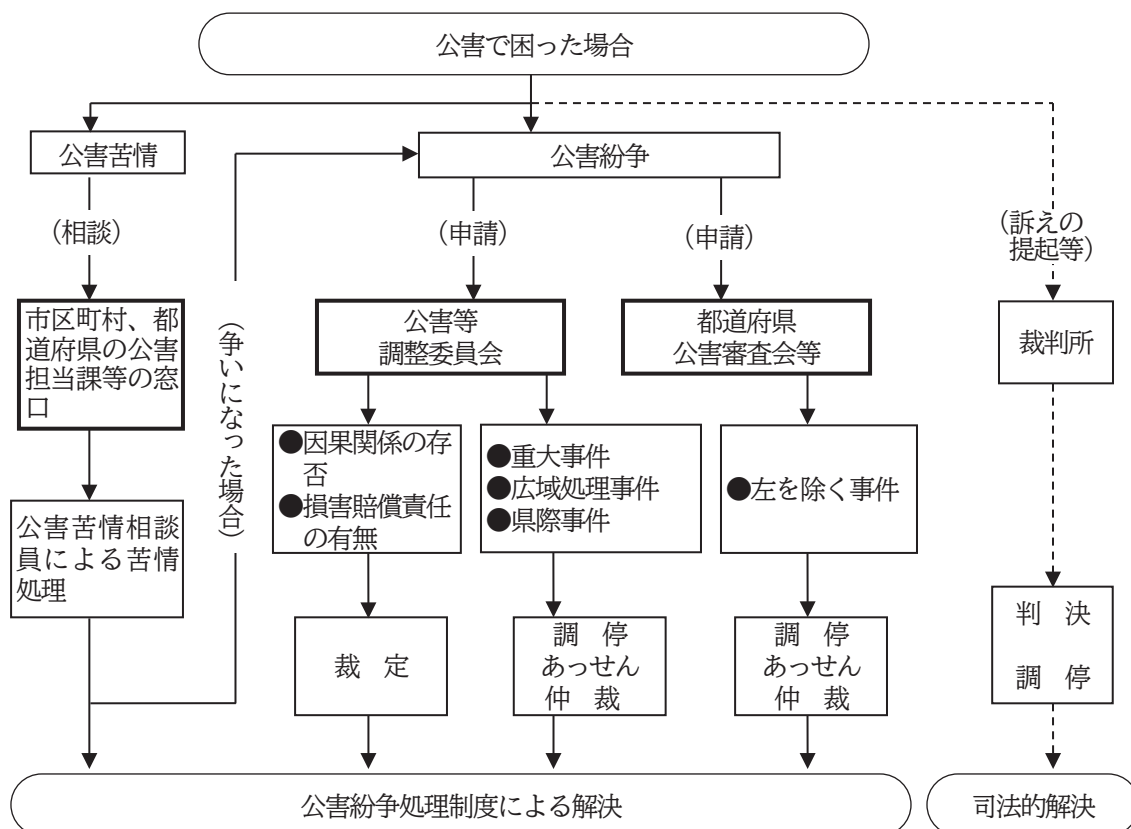 公害で困った場合
公害苦情
公害紛争
（相談）
（申請）
（申請）
（訴えの
提起等）
市区町村、都
道府県の公害
担当課等の窓
口
（争いになった場合）
公害等
調整委員会
都道府県
公害審査会等
裁判所
●因果関係の存
否
●損害賠償責任
の有無
●重大事件
●広域処理事件
●県際事件
●左を除く事件
公害苦情相談
員による苦情
処理
裁　定
調　停
あっせん
仲　裁
調　停
あっせん
仲　裁
判　決
調　停
公害紛争処理制度による解決
司法的解決